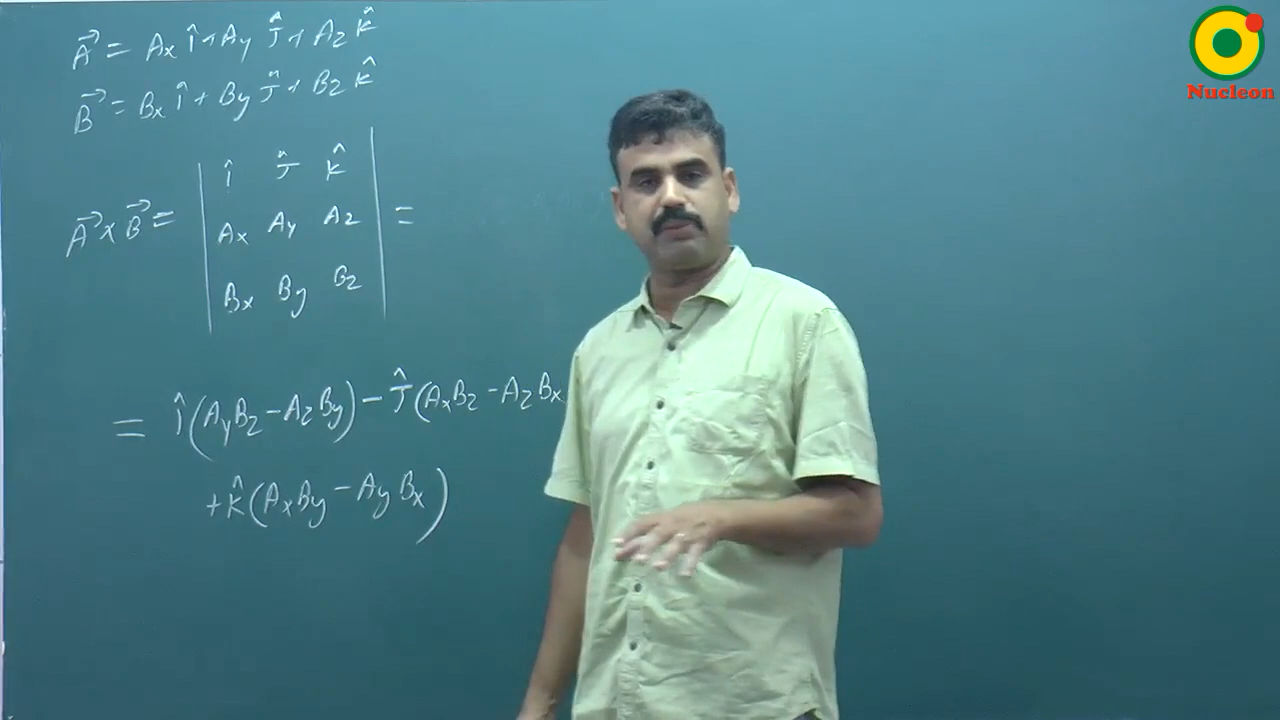 A⃗ = Ax î + Ay ĵ + Az k̂
B⃗ = Bx î + By ĵ + Bz k̂
î ĵ k̂
A⃗ × B⃗ = | Ax Ay Az | =
Bx By Bz
= î (AyBz - AzBy) - ĵ (AxBz - AzBx
+ k̂ (AxBy - AyBx)
Nucleon